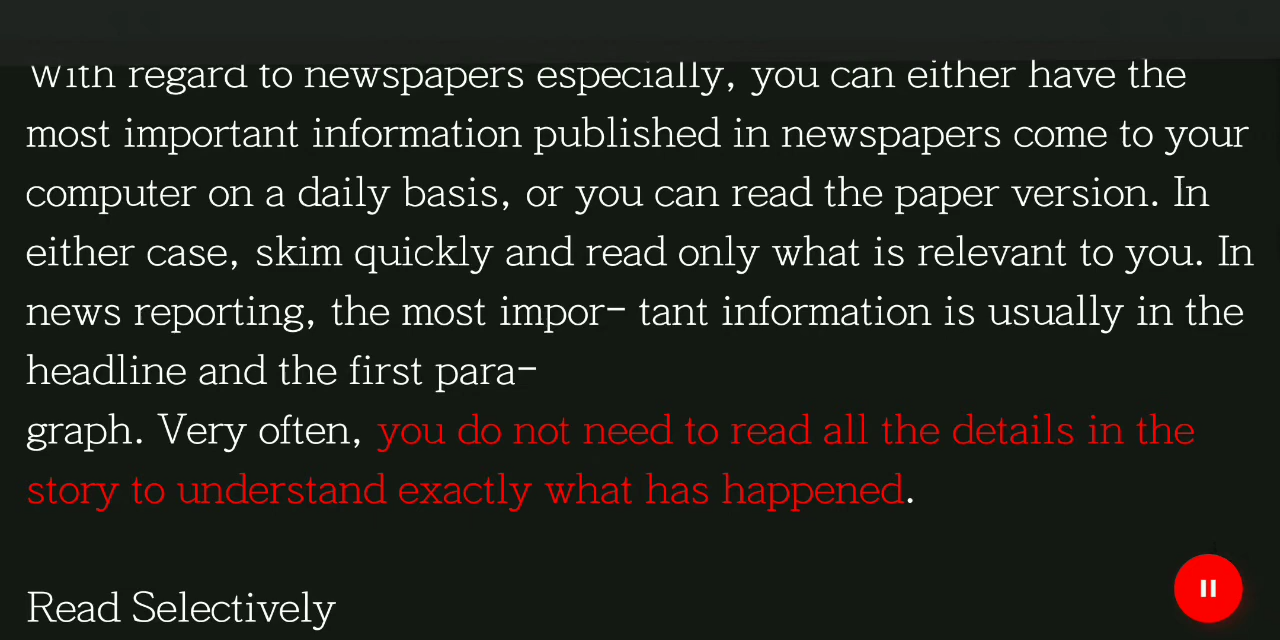 With regard to newspapers especially, you can either have the
most important information published in newspapers come to your
computer on a daily basis, or you can read the paper version. In
either case, skim quickly and read only what is relevant to you. In
news reporting, the most impor- tant information is usually in the
headline and the first para-
graph. Very often, you do not need to read all the details in the
story to understand exactly what has happened.
Read Selectively